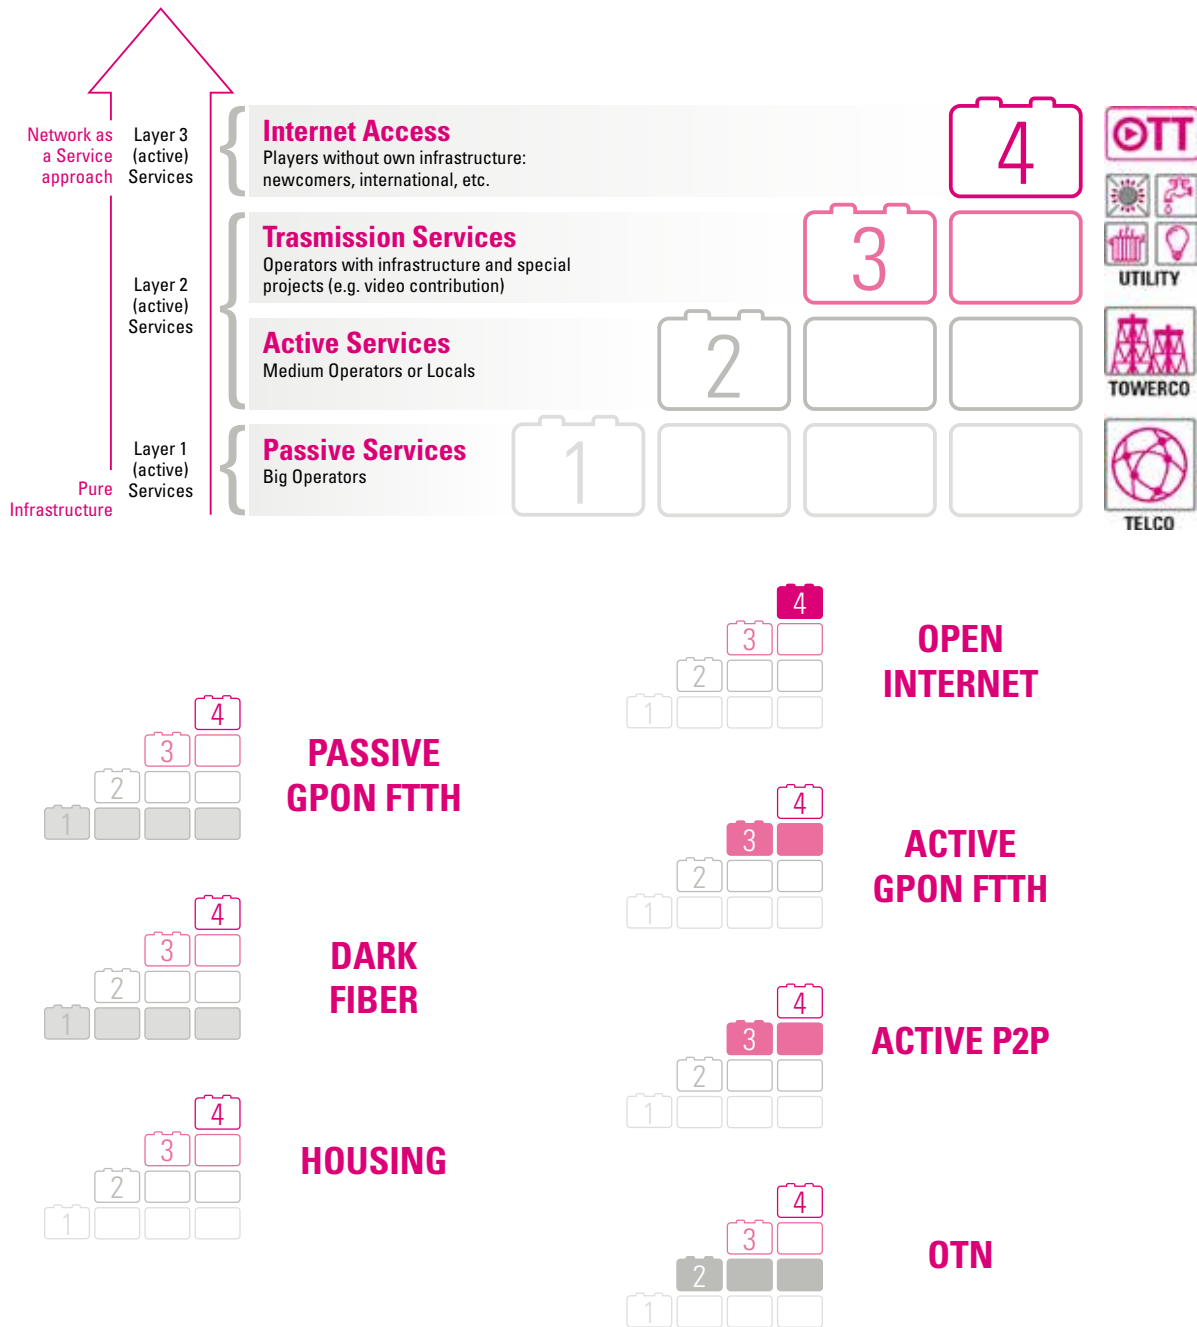 Network as
a Service
approach
Layer 3
(active)
Services
Internet Access
Players without own infrastructure:
newcomers, international, etc.
4
OTT
Layer 2
(active)
Services
Trasmission Services
Operators with infrastructure and special
projects (e.g. video contribution)
3
UTILITY
Active Services
Medium Operators or Locals
2
TOWERCO
Pure
Infrastructure
Layer 1
(active)
Services
Passive Services
Big Operators
1
TELCO
4
3
2
1
PASSIVE
GPON FTTH
4
3
2
1
DARK
FIBER
4
3
2
1
HOUSING
4
3
2
1
OPEN
INTERNET
4
3
2
1
ACTIVE
GPON FTTH
4
3
2
1
ACTIVE P2P
4
3
2
1
OTN